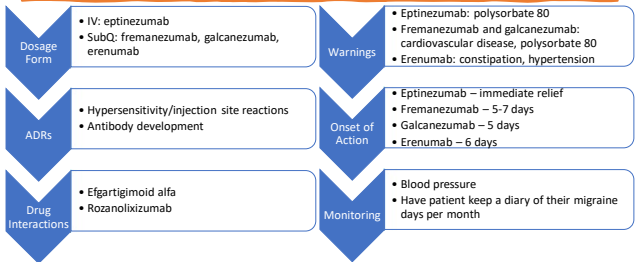 Dosage
Form
• IV: eptinezumab
• SubQ: fremanezumab, galcanezumab,
erenumab
Warnings
• Eptinezumab: polysorbate 80
• Fremanezumab and galcanezumab:
cardiovascular disease, polysorbate 80
• Erenumab: constipation, hypertension
ADRs
• Hypersensitivity/injection site reactions
• Antibody development
Onset of
Action
• Eptinezumab – immediate relief
• Fremanezumab – 5-7 days
• Galcanezumab – 5 days
• Erenumab – 6 days
Drug
Interactions
• Efgartigimoid alfa
• Rozanolixizumab
Monitoring
• Blood pressure
• Have patient keep a diary of their migraine
days per month